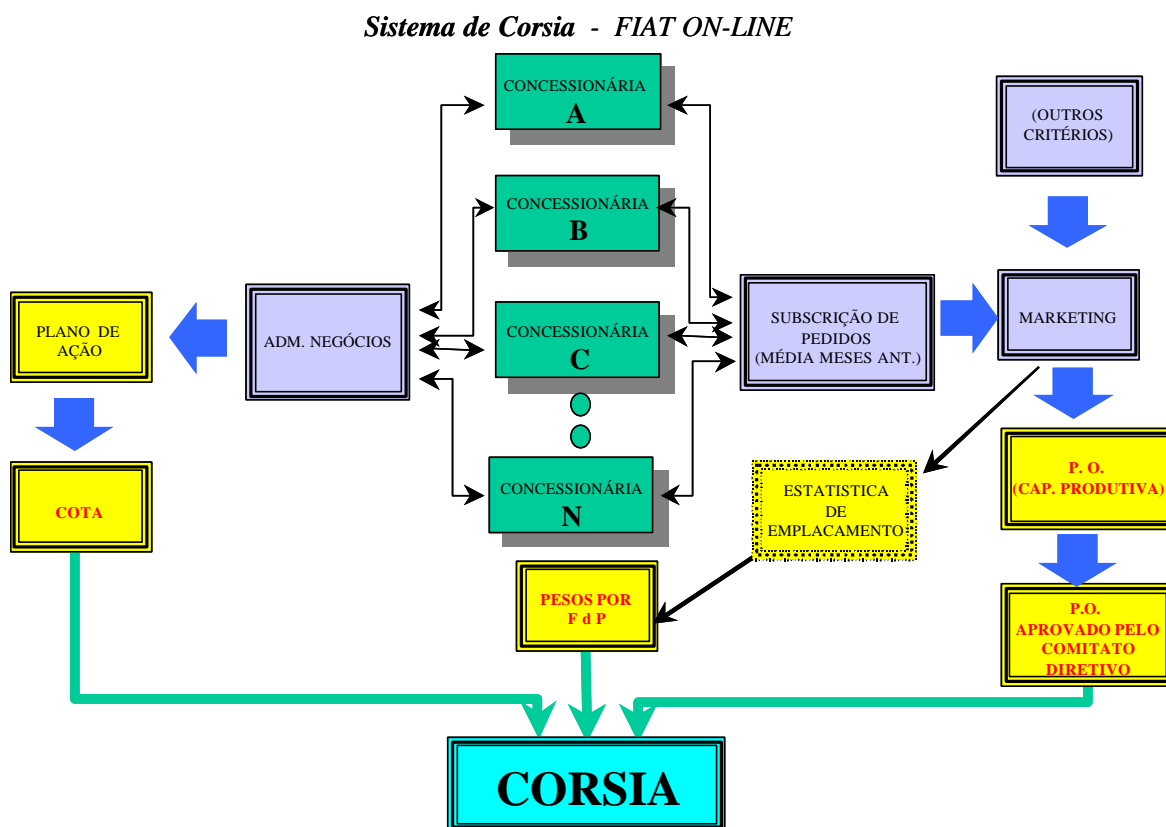 Sistema de Corsia - FIAT ON-LINE
CONCESSIONÁRIA
A
(OUTROS
CRITÉRIOS)
CONCESSIONÁRIA
B
PLANO DE
AÇÃO
ADM. NEGÓCIOS
CONCESSIONÁRIA
C
SUBSCRIÇÃO DE
PEDIDOS
(MÉDIA MESES ANT.)
MARKETING
COTA
CONCESSIONÁRIA
N
ESTATISTICA
DE
EMPLACAMENTO
P. O.
(CAP. PRODUTIVA)
PESOS POR
F d P
P.O.
APROVADO PELO
COMITATO
DIRETIVO
CORSIA